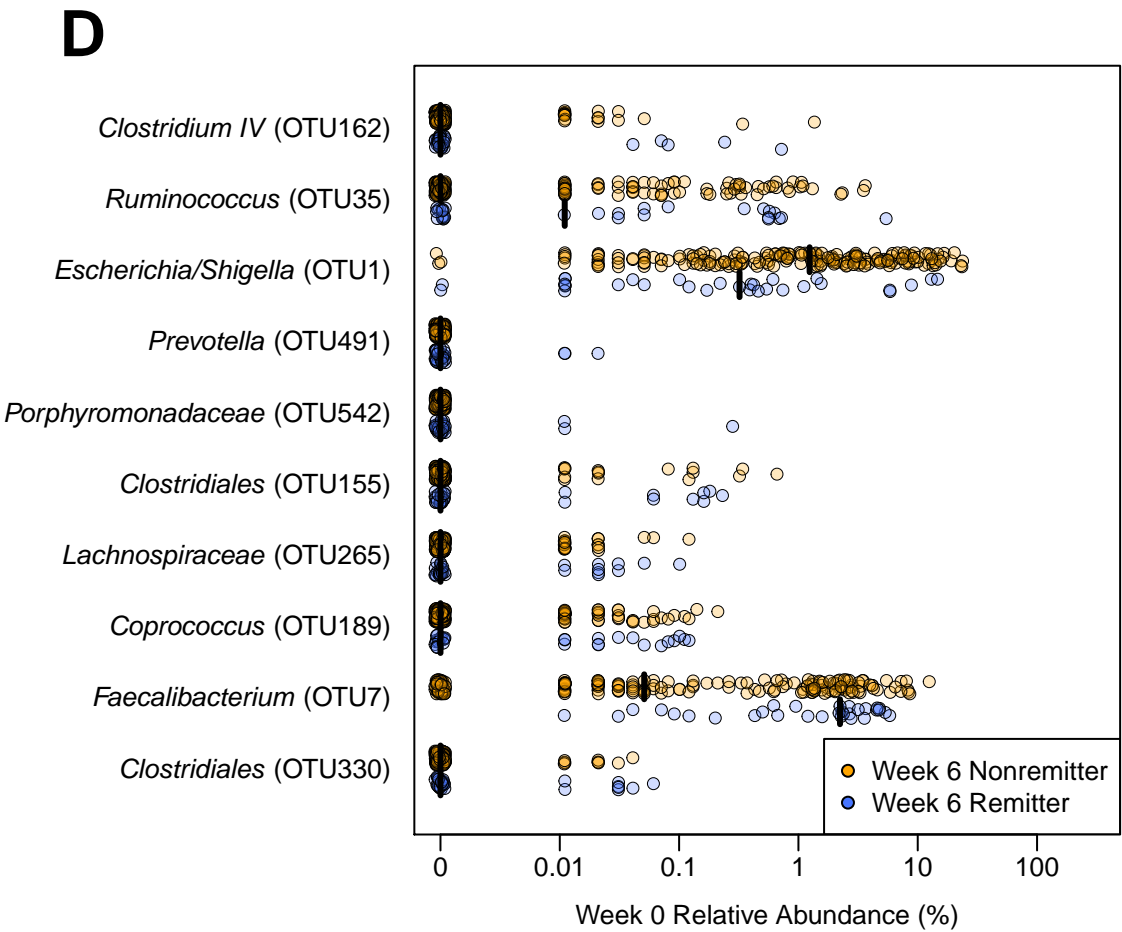 D
Clostridium IV (OTU162)
Ruminococcus (OTU35)
Escherichia/Shigella (OTU1)
Prevotella (OTU491)
Porphyromonadaceae (OTU542)
Clostridiales (OTU155)
Lachnospiraceae (OTU265)
Coprococcus (OTU189)
Faecalibacterium (OTU7)
Clostridiales (OTU330)
Week 6 Nonremitter
Week 6 Remitter
0 0.01 0.1 1 10 100
Week 0 Relative Abundance (%)